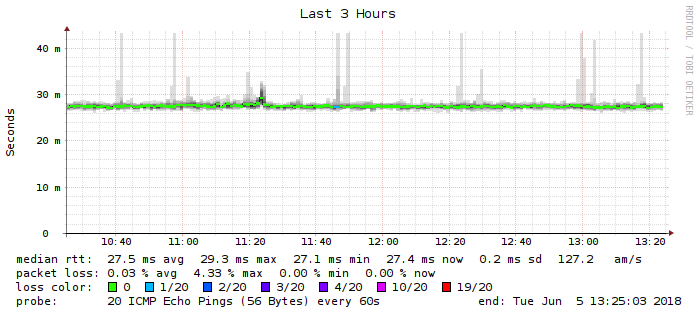 Last 3 Hours
RRDTOOL / TOBI OETIKER
Seconds
40 m
30 m
20 m
10 m
0
10:40 11:00 11:20 11:40 12:00 12:20 12:40 13:00 13:20
median rtt: 27.5 ms avg 29.3 ms max 27.1 ms min 27.4 ms now 0.2 ms sd 127.2 am/s
packet loss: 0.03 % avg 4.33 % max 0.00 % min 0.00 % now
loss color: 0 1/20 2/20 3/20 4/20 10/20 19/20
probe: 20 ICMP Echo Pings (56 Bytes) every 60s end: Tue Jun 5 13:25:03 2018